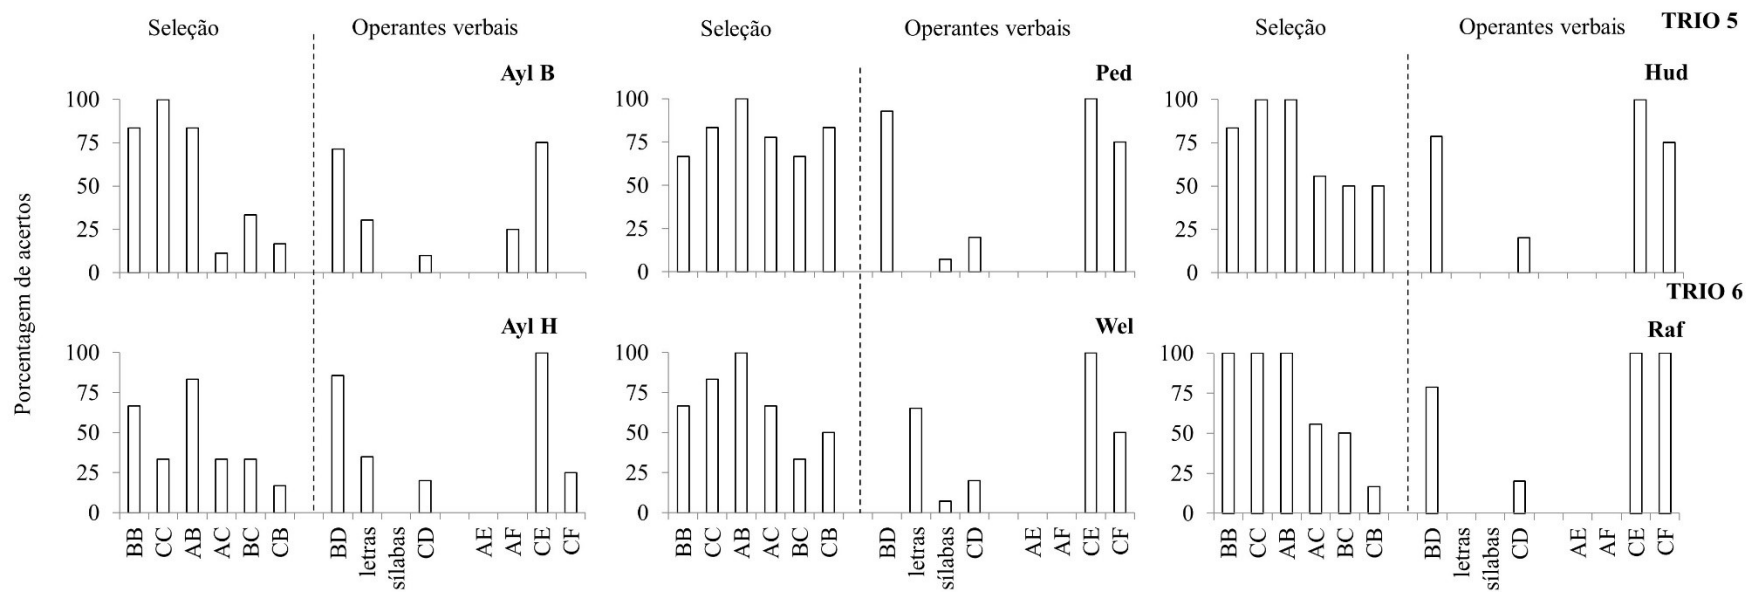 Seleção Operantes verbais Seleção Operantes verbais Seleção Operantes verbais TRIO 5
Ayl B Ped Hud
100 100 100
75 75 75
50 50 50
25 25 25
0 0 0
Porcentagem de acertos
TRIO 6
Ayl H Wel Raf
100 100 100
75 75 75
50 50 50
25 25 25
0 0 0
BB CC AB AC BC CB BD letras sílabas CD AE AF CE CF BB CC AB AC BC CB BD letras sílabas CD AE AF CE CF BB CC AB AC BC CB BD letras sílabas CD AE AF CE CF